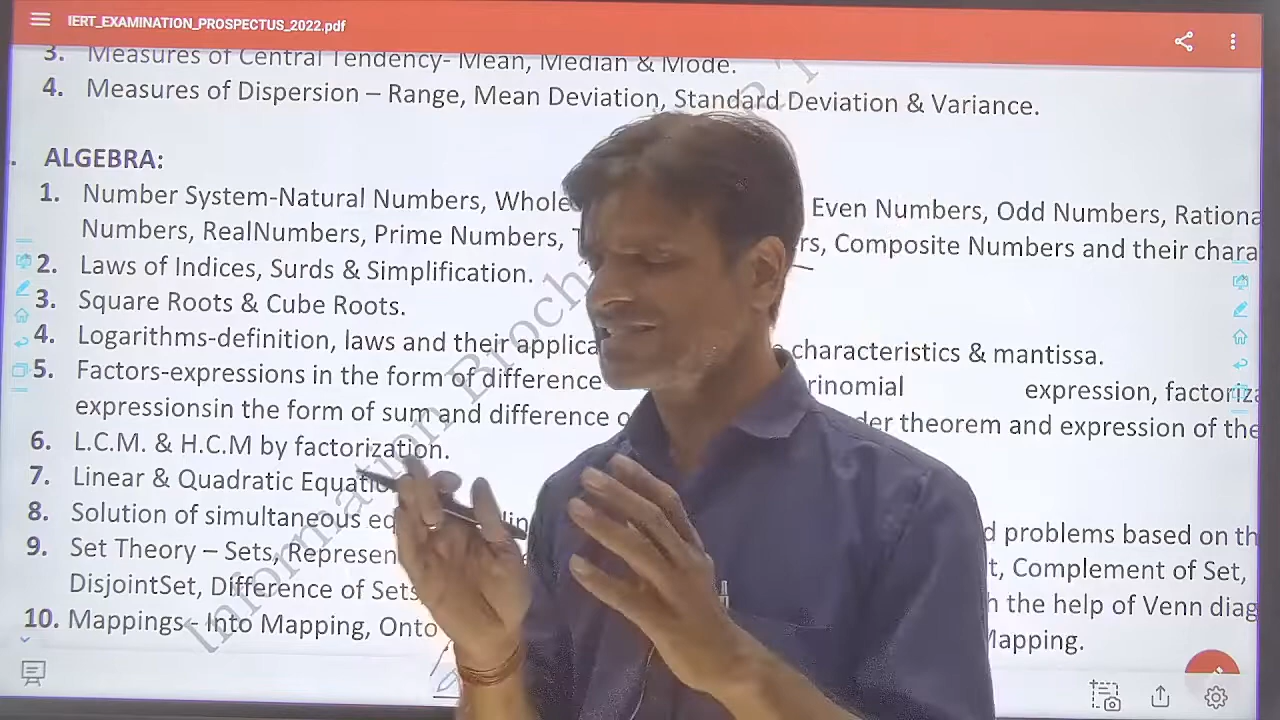 IERT_EXAMINATION_PROSPECTUS_2022.pdf
3. Measures of Central Tendency- Mean, Median & Mode.
4. Measures of Dispersion – Range, Mean Deviation, Standard Deviation & Variance.
. ALGEBRA:
1. Number System-Natural Numbers, Whole Even Numbers, Odd Numbers, Rationa
Numbers, RealNumbers, Prime Numbers, T rs, Composite Numbers and their chara
2. Laws of Indices, Surds & Simplification.
3. Square Roots & Cube Roots.
4. Logarithms-definition, laws and their applica characteristics & mantissa.
5. Factors-expressions in the form of difference rinomial expression, factoriza
expressionsin the form of sum and difference o der theorem and expression of the
6. L.C.M. & H.C.M by factorization.
7. Linear & Quadratic Equatio
8. Solution of simultaneous eq lin d problems based on th
9. Set Theory – Sets, Represen t, Complement of Set,
DisjointSet, Difference of Sets h the help of Venn diag
10. Mappings - Into Mapping, Onto Mapping.
Information Broch